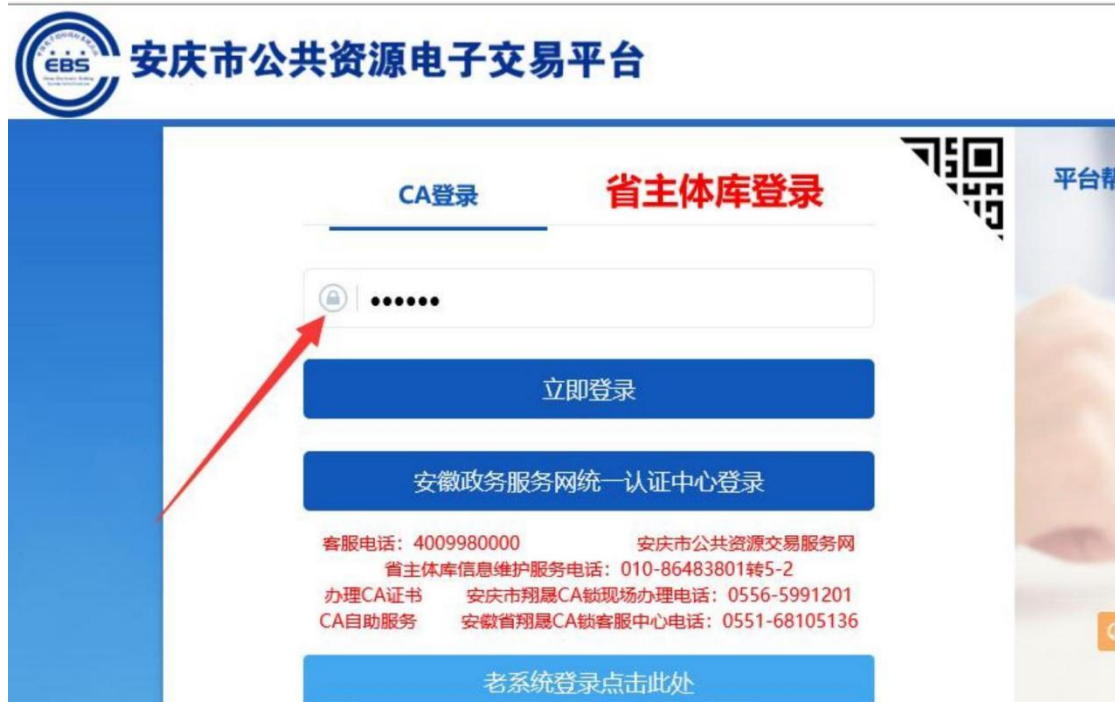 EBS
安庆市公共资源电子交易平台
CA登录
省主体库登录
平台帮
••••••
立即登录
安徽政务服务网统一认证中心登录
客服电话：4009980000 安庆市公共资源交易服务网
省主体库信息维护服务电话：010-86483801转5-2
办理CA证书 安庆市翔晟CA锁现场办理电话：0556-5991201
CA自助服务 安徽省翔晟CA锁客服中心电话：0551-68105136
老系统登录点击此处